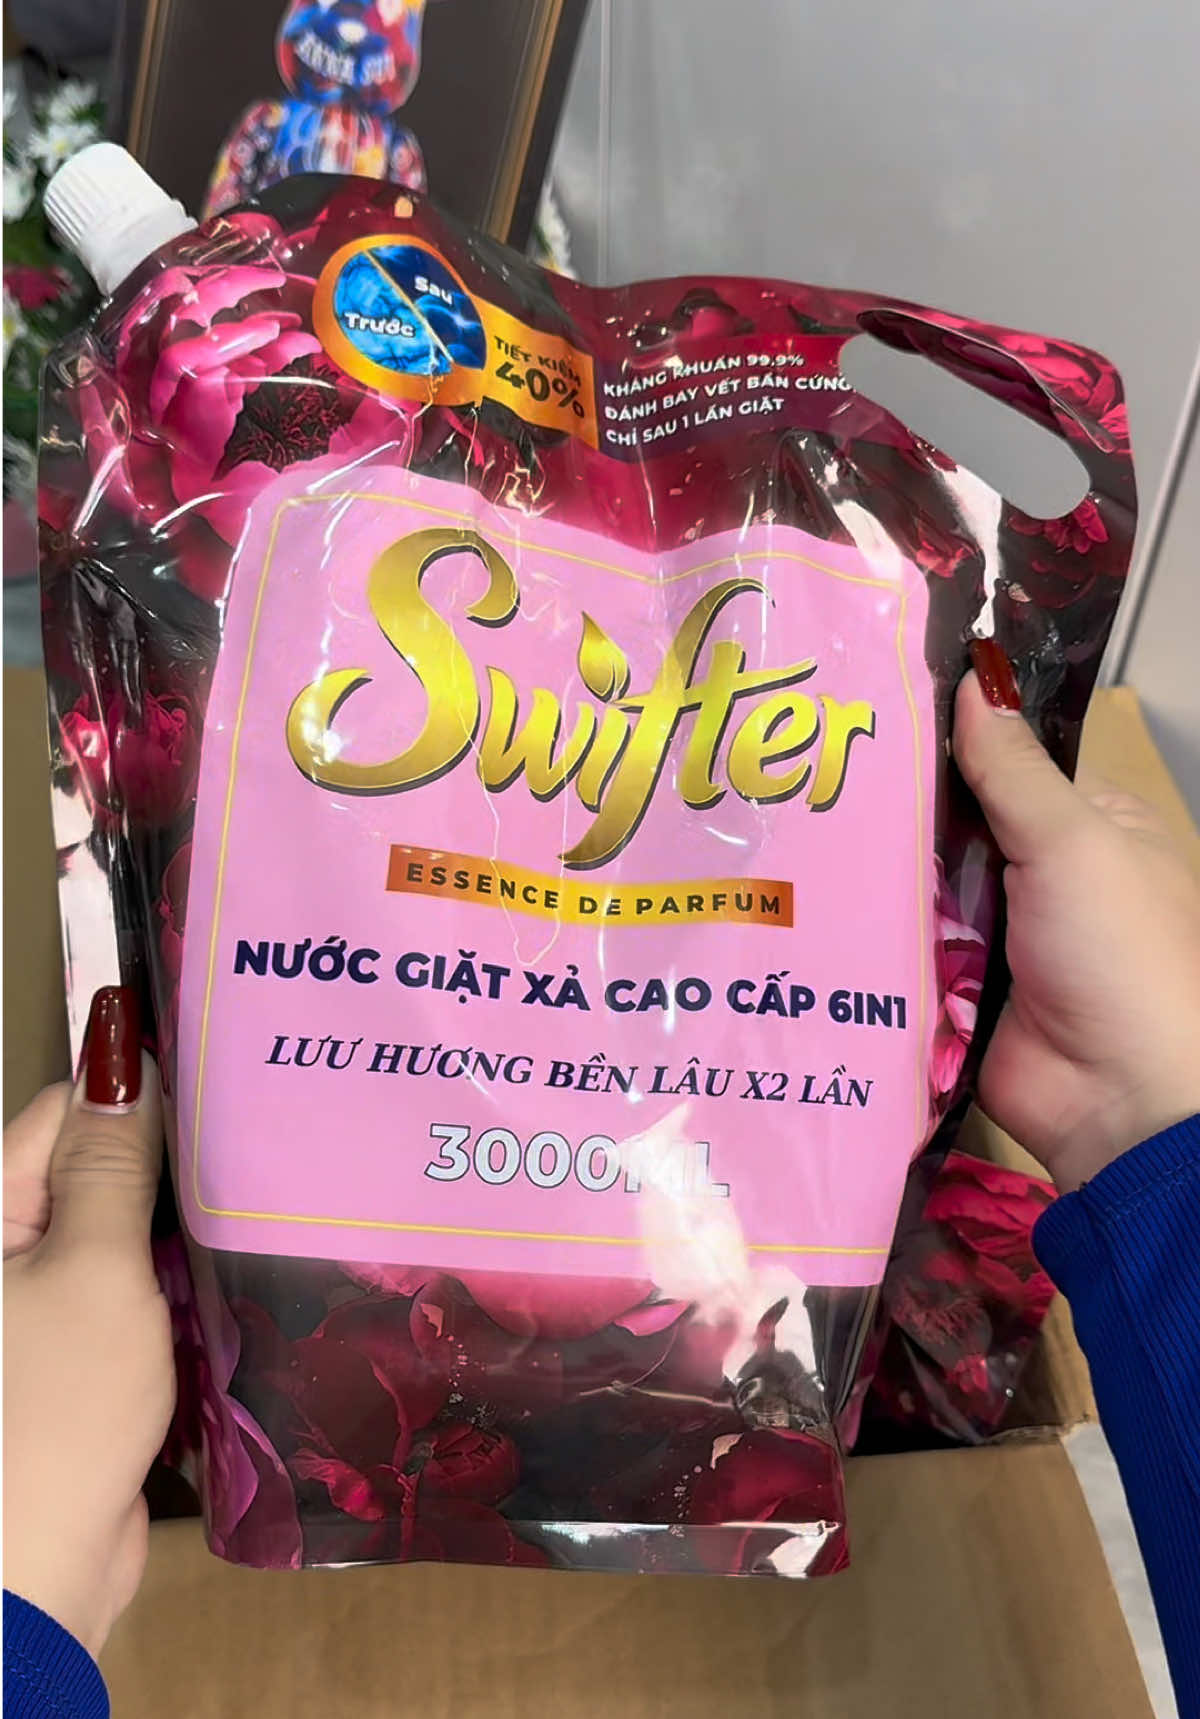 Sau
Trước
TIẾT KIỆM
40%
KHÁNG KHUẨN 99,9%
ĐÁNH BAY VẾT BẨN CỨNG
CHỈ SAU 1 LẦN GIẶT
Swifter
ESSENCE DE PARFUM
NƯỚC GIẶT XẢ CAO CẤP 6IN1
LƯU HƯƠNG BỀN LÂU X2 LẦN
3000ML